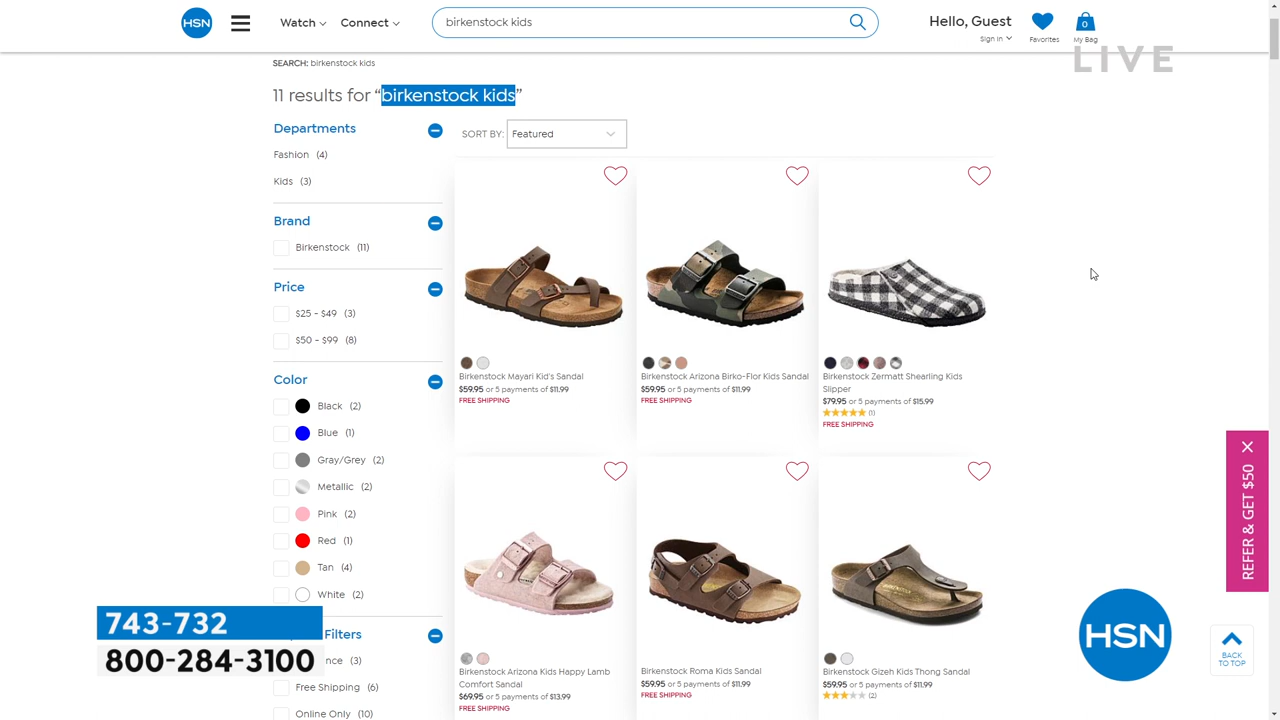 HSN
Watch
Connect
birkenstock kids
Hello, Guest
Sign In
Favorites
0
My Bag
LIVE
SEARCH: birkenstock kids
11 results for “birkenstock kids”
Departments
Fashion (4)
Kids (3)
Brand
Birkenstock (11)
Price
$25 - $49 (3)
$50 - $99 (8)
Color
Black (2)
Blue (1)
Gray/Grey (2)
Metallic (2)
Pink (2)
Red (1)
Tan (4)
White (2)
Filters
nce (3)
Free Shipping (6)
Online Only (10)
SORT BY: Featured
Birkenstock Mayari Kid's Sandal
$59.95 or 5 payments of $11.99
FREE SHIPPING
Birkenstock Arizona Birko-Flor Kids Sandal
$59.95 or 5 payments of $11.99
FREE SHIPPING
Birkenstock Zermatt Shearling Kids
Slipper
$79.95 or 5 payments of $15.99
(1)
FREE SHIPPING
Birkenstock Arizona Kids Happy Lamb
Comfort Sandal
$69.95 or 5 payments of $13.99
FREE SHIPPING
Birkenstock Roma Kids Sandal
$59.95 or 5 payments of $11.99
FREE SHIPPING
Birkenstock Gizeh Kids Thong Sandal
$59.95 or 5 payments of $11.99
(2)
REFER & GET $50
743-732
800-284-3100
HSN
BACK
TO TOP